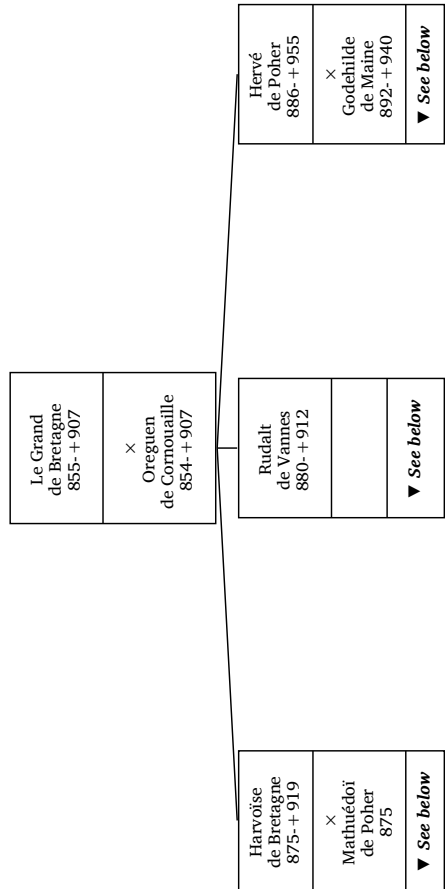 Le Grand
de Bretagne
855-+907
×
Oreguen
de Cornouaille
854-+907
Harvoïse
de Bretagne
875-+919
×
Mathuédoï
de Poher
875
▼ See below
Rudalt
de Vannes
880-+912
▼ See below
Hervé
de Poher
886-+955
×
Godehilde
de Maine
892-+940
▼ See below